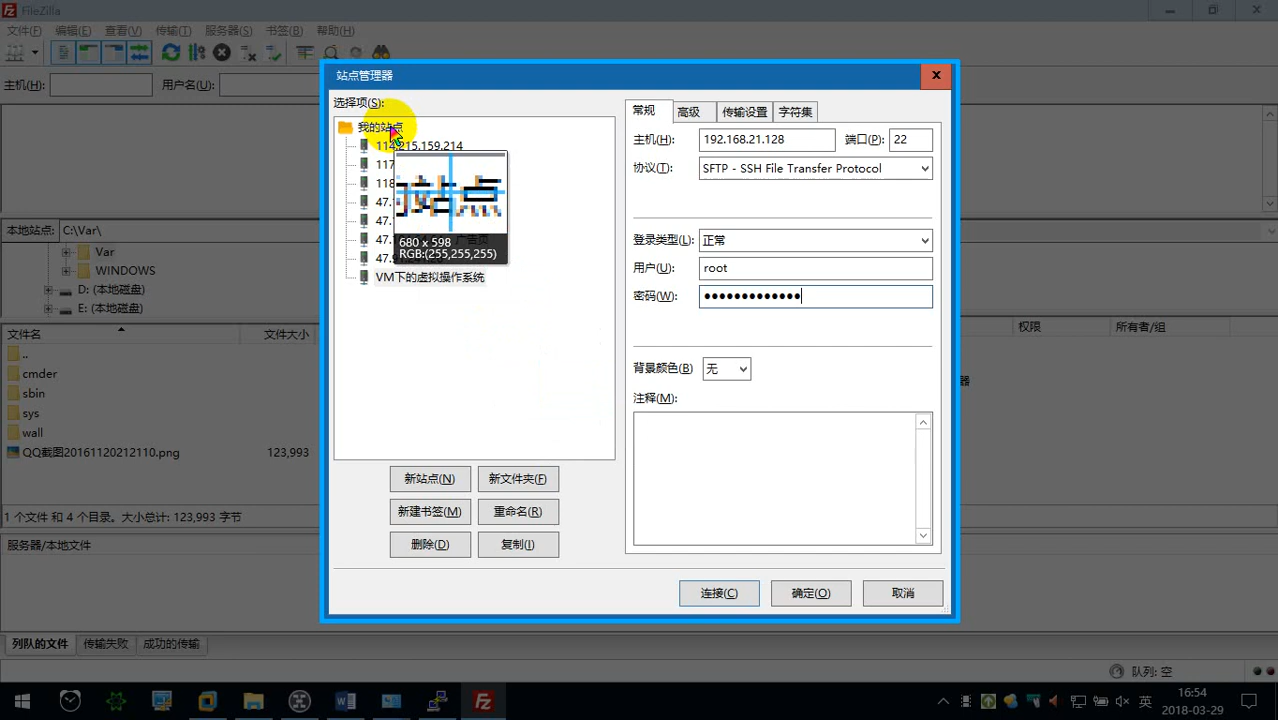 FileZilla
文件(F) 编辑(E) 查看(V) 传输(T) 服务器(S) 书签(B) 帮助(H)
主机(H): 用户名(U):
本地站点: C:\Var\
Var
WINDOWS
D: (本地磁盘)
E: (本地磁盘)
文件名 文件大小
..
cmder
sbin
sys
wall
QQ截图20161120212110.png 123,993
1 个文件 和 4 个目录。大小总计: 123,993 字节
服务器/本地文件
权限 所有者/组
站点管理器
选择项(S):
我的站点
114.215.159.214
117
118
47.
47.
47.
47.
VM下的虚拟操作系统
680 x 598
RGB:(255,255,255)
新站点(N) 新文件夹(F)
新建书签(M) 重命名(R)
删除(D) 复制(I)
常规 高级 传输设置 字符集
主机(H): 192.168.21.128 端口(P): 22
协议(T): SFTP - SSH File Transfer Protocol
登录类型(L): 正常
用户(U): root
密码(W): ●●●●●●●●●●●●●
背景颜色(B) 无
注释(M):
连接(C) 确定(O) 取消
列队的文件 传输失败 成功的传输
队列: 空
英
16:54
2018-03-29